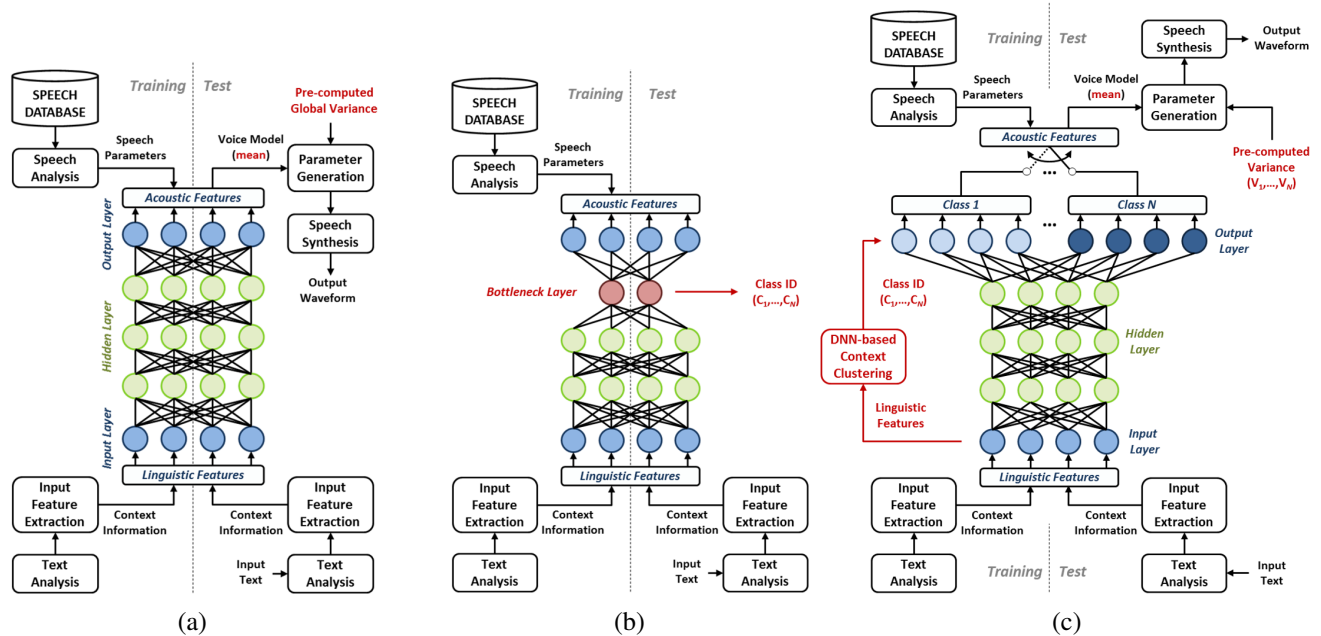 Training
Test
SPEECH
DATABASE
Pre-computed
Global Variance
Speech
Parameters
Voice Model
(mean)
Speech
Analysis
Parameter
Generation
Acoustic Features
Speech
Synthesis
Output
Waveform
Output Layer
Hidden Layer
Input Layer
Linguistic Features
Input
Feature
Extraction
Context
Information
Context
Information
Input
Feature
Extraction
Text
Analysis
Input
Text
Text
Analysis
(a)
Training
Test
SPEECH
DATABASE
Speech
Parameters
Speech
Analysis
Acoustic Features
Bottleneck Layer
Class ID
(C1,...,CN)
Linguistic Features
Input
Feature
Extraction
Context
Information
Context
Information
Input
Feature
Extraction
Text
Analysis
Input
Text
Text
Analysis
(b)
SPEECH
DATABASE
Training
Test
Speech
Synthesis
Output
Waveform
Speech
Analysis
Speech
Parameters
Voice Model
(mean)
Parameter
Generation
Acoustic Features
Pre-computed
Variance
(V1,...,VN)
...
Class 1
Class N
...
Output
Layer
Class ID
(C1,...,CN)
DNN-based
Context
Clustering
Hidden
Layer
Linguistic
Features
Input
Layer
Linguistic Features
Input
Feature
Extraction
Context
Information
Context
Information
Input
Feature
Extraction
Text
Analysis
Training
Test
Text
Analysis
Input
Text
(c)